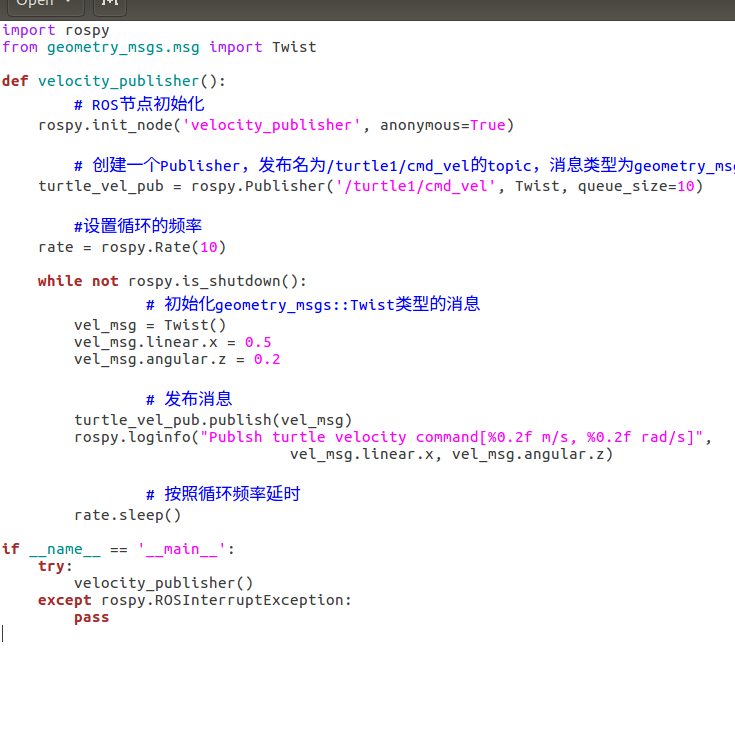 Open
import rospy
from geometry_msgs.msg import Twist
def velocity_publisher():
# ROS节点初始化
rospy.init_node('velocity_publisher', anonymous=True)
# 创建一个Publisher，发布名为/turtle1/cmd_vel的topic，消息类型为geometry_msg
turtle_vel_pub = rospy.Publisher('/turtle1/cmd_vel', Twist, queue_size=10)
#设置循环的频率
rate = rospy.Rate(10)
while not rospy.is_shutdown():
# 初始化geometry_msgs::Twist类型的消息
vel_msg = Twist()
vel_msg.linear.x = 0.5
vel_msg.angular.z = 0.2
# 发布消息
turtle_vel_pub.publish(vel_msg)
rospy.loginfo("Publsh turtle velocity command[%0.2f m/s, %0.2f rad/s]",
vel_msg.linear.x, vel_msg.angular.z)
# 按照循环频率延时
rate.sleep()
if __name__ == '__main__':
try:
velocity_publisher()
except rospy.ROSInterruptException:
pass